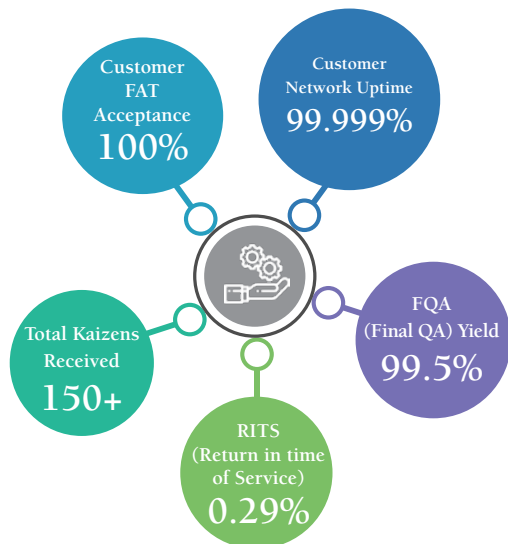 Customer
FAT
Acceptance
100%
Customer
Network Uptime
99.999%
Total Kaizens
Received
150+
FQA
(Final QA) Yield
99.5%
RITS
(Return in time
of Service)
0.29%